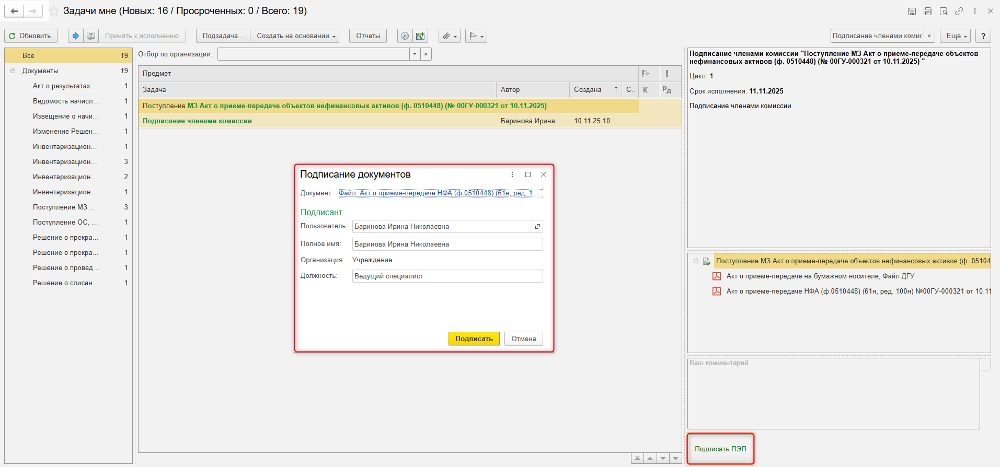 Задачи мне (Новых: 16 / Просроченных: 0 / Всего: 19)
Обновить
Принять к исполнению
Подзадача...
Создать на основании
Отчеты
Подписание членами комис
×
Еще
?
Все 19
Документы 19
Акт о результатах ... 1
Ведомость начисл... 1
Извещение о начи... 1
Изменение Решен... 1
Инвентаризацион... 1
Инвентаризацион... 3
Инвентаризацион... 2
Инвентаризацион... 1
Поступление МЗ ... 3
Поступление ОС, ... 1
Решение о прекра... 1
Решение о прекра... 1
Решение о провед... 1
Решение о списан... 1
Отбор по организации:
Предмет
Задача Автор Создана ↑ С.. К Рд
Поступление МЗ Акт о приеме-передаче объектов нефинансовых активов (ф. 0510448) (№ 00ГУ-000321 от 10.11.2025)
Подписание членами комиссии Баринова Ирина ... 10.11.25 10...
Подписание документов
Документ: Файл: Акт о приеме-передаче НФА (ф.0510448) (61н, ред. 1...
Подписант
Пользователь: Баринова Ирина Николаевна
Полное имя: Баринова Ирина Николаевна
Организация: Учреждение
Должность: Ведущий специалист
Подписать
Отмена
Подписание членами комиссии "Поступление МЗ Акт о приеме-передаче объектов
нефинансовых активов (ф. 0510448) (№ 00ГУ-000321 от 10.11.2025) "
Цикл: 1
Срок исполнения: 11.11.2025
Подписание членами комиссии
Поступление МЗ Акт о приеме-передаче объектов нефинансовых активов (ф. 05104
Акт о приеме-передаче на бумажном носителе, Файл ДГУ
Акт о приеме-передаче НФА (ф.0510448) (61н, ред. 100н) №00ГУ-000321 от 10.11
Ваш комментарий
...
Подписать ПЭП